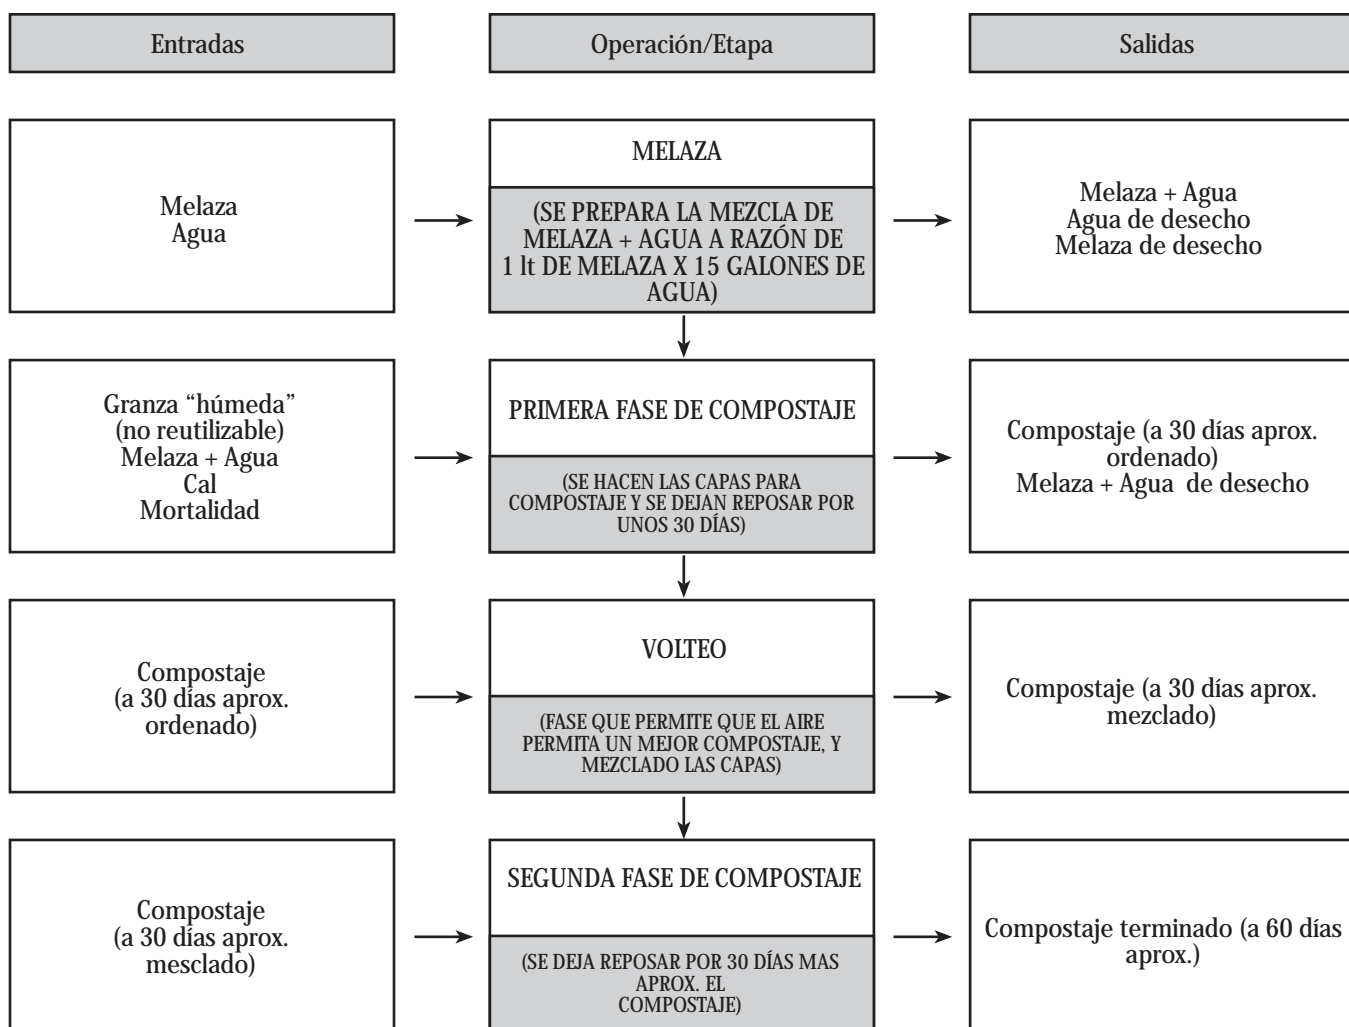 Entradas
Operación/Etapa
Salidas
Melaza
Agua
MELAZA
(SE PREPARA LA MEZCLA DE
MELAZA + AGUA A RAZÓN DE
1 lt DE MELAZA X 15 GALONES DE
AGUA)
Melaza + Agua
Agua de desecho
Melaza de desecho
Granza “húmeda”
(no reutilizable)
Melaza + Agua
Cal
Mortalidad
PRIMERA FASE DE COMPOSTAJE
(SE HACEN LAS CAPAS PARA
COMPOSTAJE Y SE DEJAN REPOSAR POR
UNOS 30 DÍAS)
Compostaje (a 30 días aprox.
ordenado)
Melaza + Agua de desecho
Compostaje
(a 30 días aprox.
ordenado)
VOLTEO
(FASE QUE PERMITE QUE EL AIRE
PERMITA UN MEJOR COMPOSTAJE, Y
MEZCLADO LAS CAPAS)
Compostaje (a 30 días aprox.
mezclado)
Compostaje
(a 30 días aprox.
mesclado)
SEGUNDA FASE DE COMPOSTAJE
(SE DEJA REPOSAR POR 30 DÍAS MAS
APROX. EL
COMPOSTAJE)
Compostaje terminado (a 60 días
aprox.)